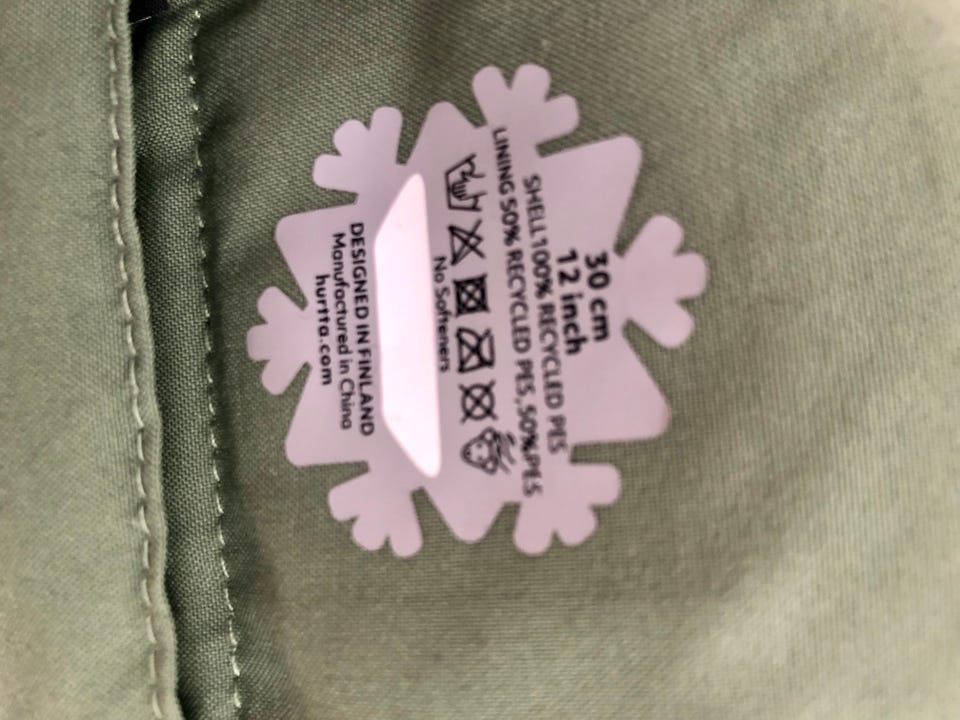 30 cm
12 inch
SHELL 100% RECYCLED PES
LINING 50% RECYCLED PES, 50% PES
No Softeners
DESIGNED IN FINLAND
Manufactured in China
hurtta.com